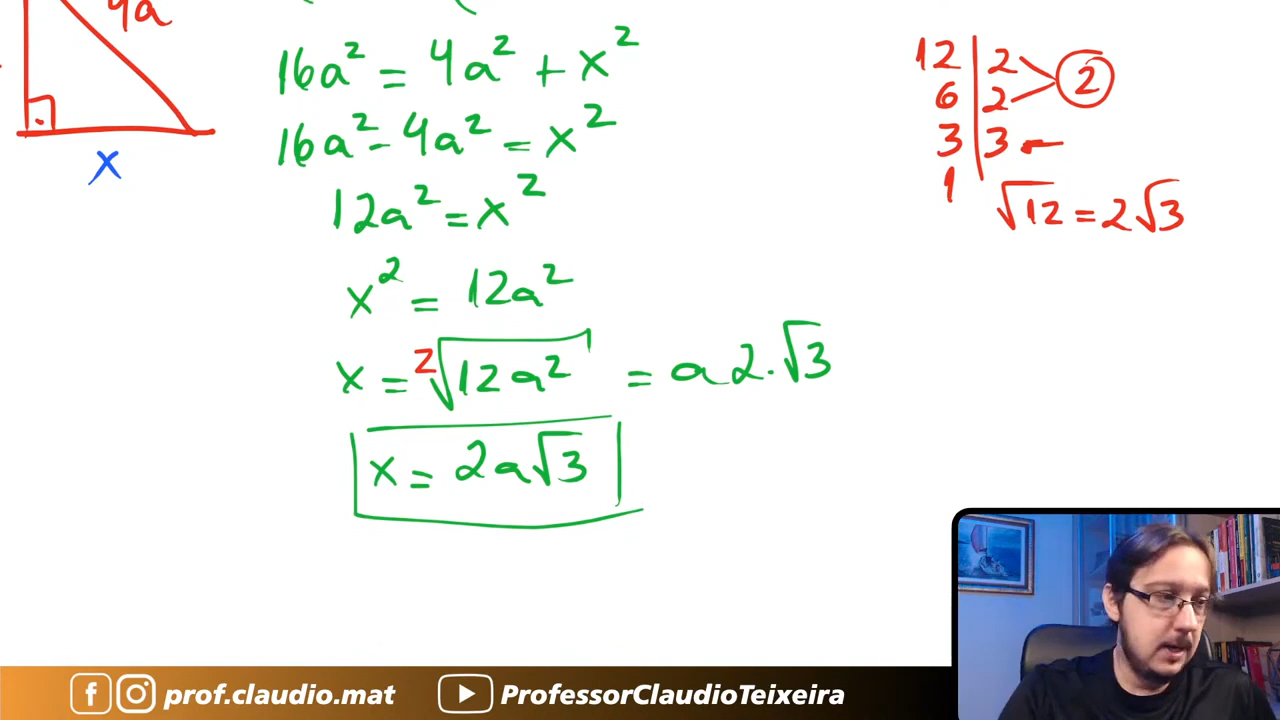 4a
x
16a² = 4a² + x²
16a² - 4a² = x²
12a² = x²
x² = 12a²
x = ²√12a² = a2.√3
x = 2a√3
12 | 2
6 | 2
2
3 | 3
1
√12 = 2√3
prof.claudio.mat
ProfessorClaudioTeixeira